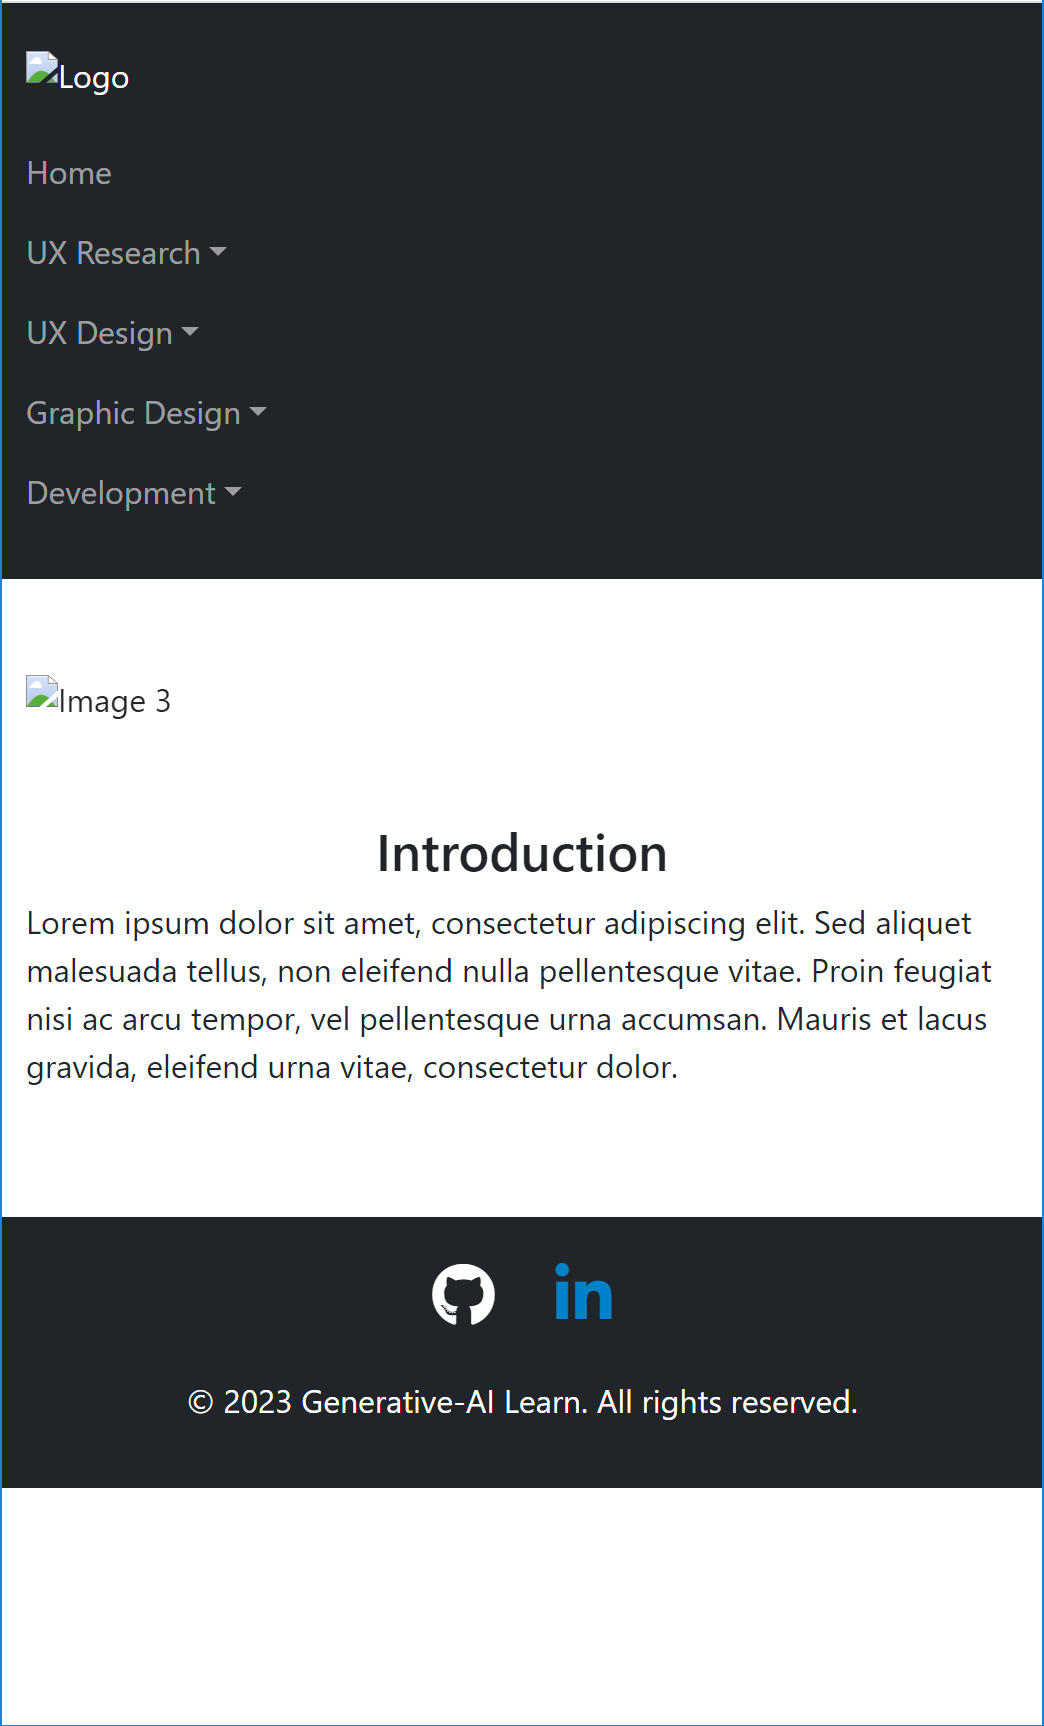 Logo
Home
UX Research
UX Design
Graphic Design
Development
Image 3
Introduction
Lorem ipsum dolor sit amet, consectetur adipiscing elit. Sed aliquet
malesuada tellus, non eleifend nulla pellentesque vitae. Proin feugiat
nisi ac arcu tempor, vel pellentesque urna accumsan. Mauris et lacus
gravida, eleifend urna vitae, consectetur dolor.
in
© 2023 Generative-AI Learn. All rights reserved.